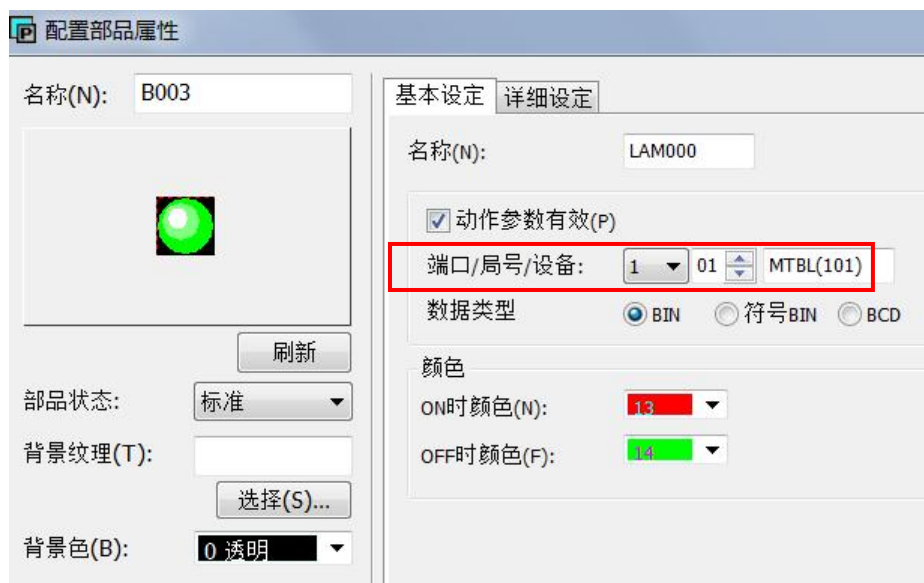 配置部品属性
名称(N): B003
刷新
部品状态: 标准
背景纹理(T):
选择(S)...
背景色(B): 0 透明
基本设定 详细设定
名称(N): LAM000
动作参数有效(P)
端口/局号/设备: 1 01 MTBL(101)
数据类型 BIN 符号BIN BCD
颜色
ON时颜色(N): 13
OFF时颜色(F): 14